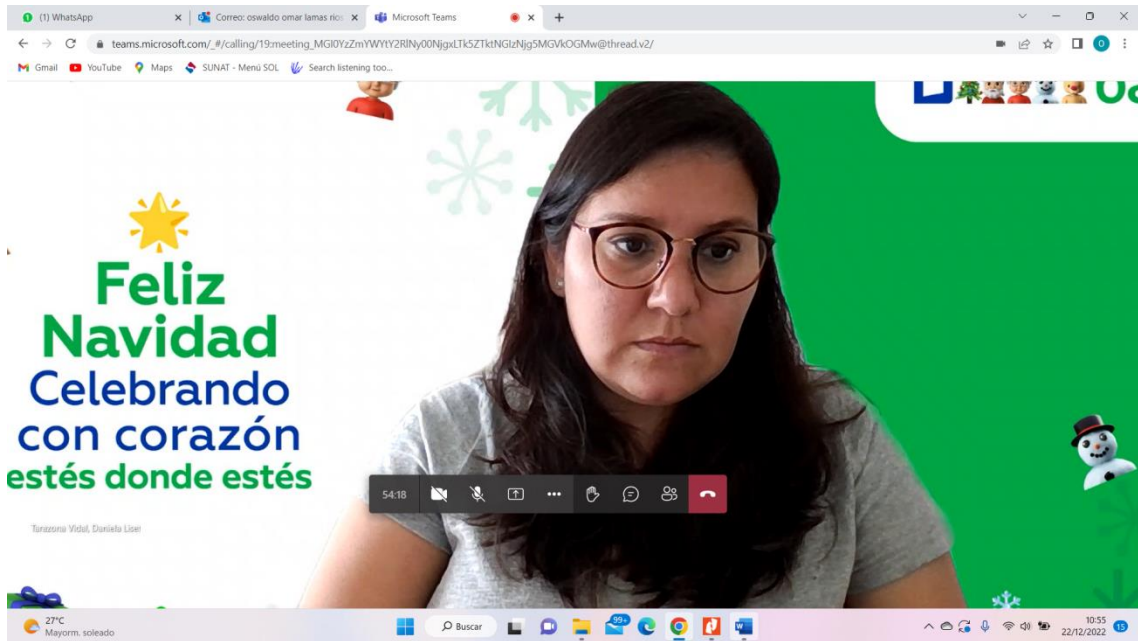 (1) WhatsApp
Correo: oswaldo omar lamas rios
Microsoft Teams
teams.microsoft.com/_#/calling/19:meeting_MGI0YzZmYWYtY2RlNy00NjgxLTk5ZTktNGIzNjg5MGVkOGMw@thread.v2/
Gmail
YouTube
Maps
SUNAT - Menú SOL
Search listening too...
Feliz
Navidad
Celebrando
con corazón
estés donde estés
54:18
Tarazona Vidal, Daniela Liset
27°C
Mayorm. soleado
Buscar
99+
10:55
22/12/2022
15